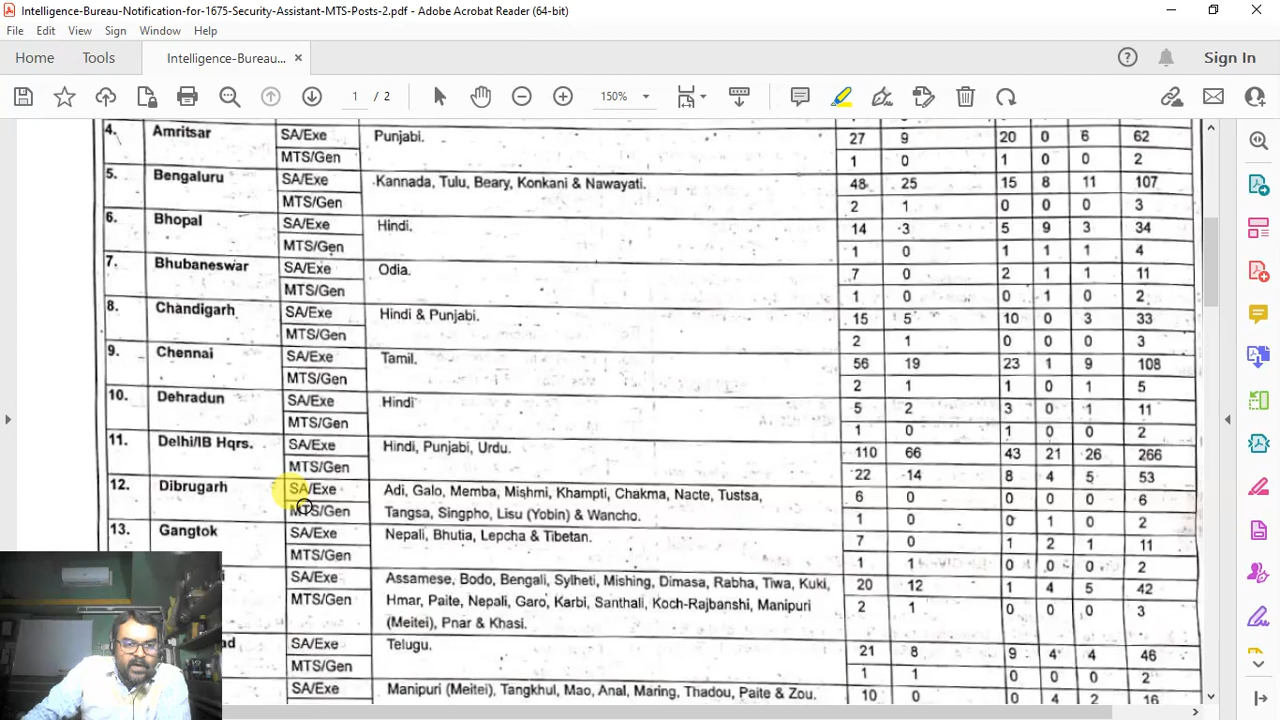 Intelligence-Bureau-Notification-for-1675-Security-Assistant-MTS-Posts-2.pdf - Adobe Acrobat Reader (64-bit)
File Edit View Sign Window Help
Home Tools Intelligence-Bureau... × Sign In
1 / 2 150%
4. Amritsar SA/Exe Punjabi. 27 9 20 0 6 62
MTS/Gen 1 0 1 0 0 2
5. Bengaluru SA/Exe Kannada, Tulu, Beary, Konkani & Nawayati. 48 25 15 8 11 107
MTS/Gen 2 1 0 0 0 3
6. Bhopal SA/Exe Hindi. 14 3 5 9 3 34
MTS/Gen 1 0 1 1 1 4
7. Bhubaneswar SA/Exe Odia. 7 0 2 1 1 11
MTS/Gen 1 0 0 1 0 2
8. Chandigarh SA/Exe Hindi & Punjabi. 15 5 10 0 3 33
MTS/Gen 2 1 0 0 0 3
9. Chennai SA/Exe Tamil. 56 19 23 1 9 108
MTS/Gen 2 1 1 0 1 5
10. Dehradun SA/Exe Hindi 5 2 3 0 1 11
MTS/Gen 1 0 1 0 0 2
11. Delhi/IB Hqrs. SA/Exe Hindi, Punjabi, Urdu. 110 66 43 21 26 266
MTS/Gen 22 14 8 4 5 53
12. Dibrugarh SA/Exe Adi, Galo, Memba, Mishmi, Khampti, Chakma, Nacte, Tustsa, 6 0 0 0 0 6
MTS/Gen Tangsa, Singpho, Lisu (Yobin) & Wancho. 1 0 0 1 0 2
13. Gangtok SA/Exe Nepali, Bhutia, Lepcha & Tibetan. 7 0 1 2 1 11
MTS/Gen 1 1 0 0 0 2
SA/Exe Assamese, Bodo, Bengali, Sylheti, Mishing, Dimasa, Rabha, Tiwa, Kuki, 20 12 1 4 5 42
MTS/Gen Hmar, Paite, Nepali, Garo, Karbi, Santhali, Koch-Rajbanshi, Manipuri 2 1 0 0 0 3
(Meitei), Pnar & Khasi.
SA/Exe Telugu. 21 8 9 4 4 46
MTS/Gen 1 1 0 0 0 2
SA/Exe Manipuri (Meitei), Tangkhul, Mao, Anal, Maring, Thadou, Paite & Zou. 10 0 0 4 2 16